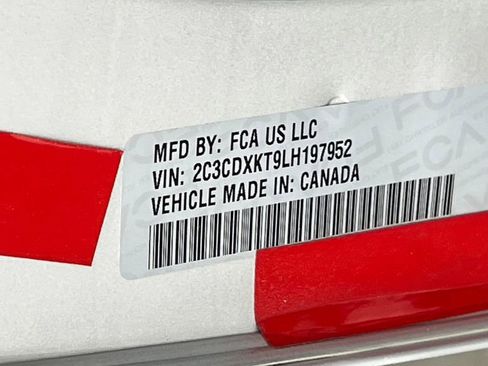 MFD BY: FCA US LLC
VIN: 2C3CDXKT9LH197952
VEHICLE MADE IN: CANADA